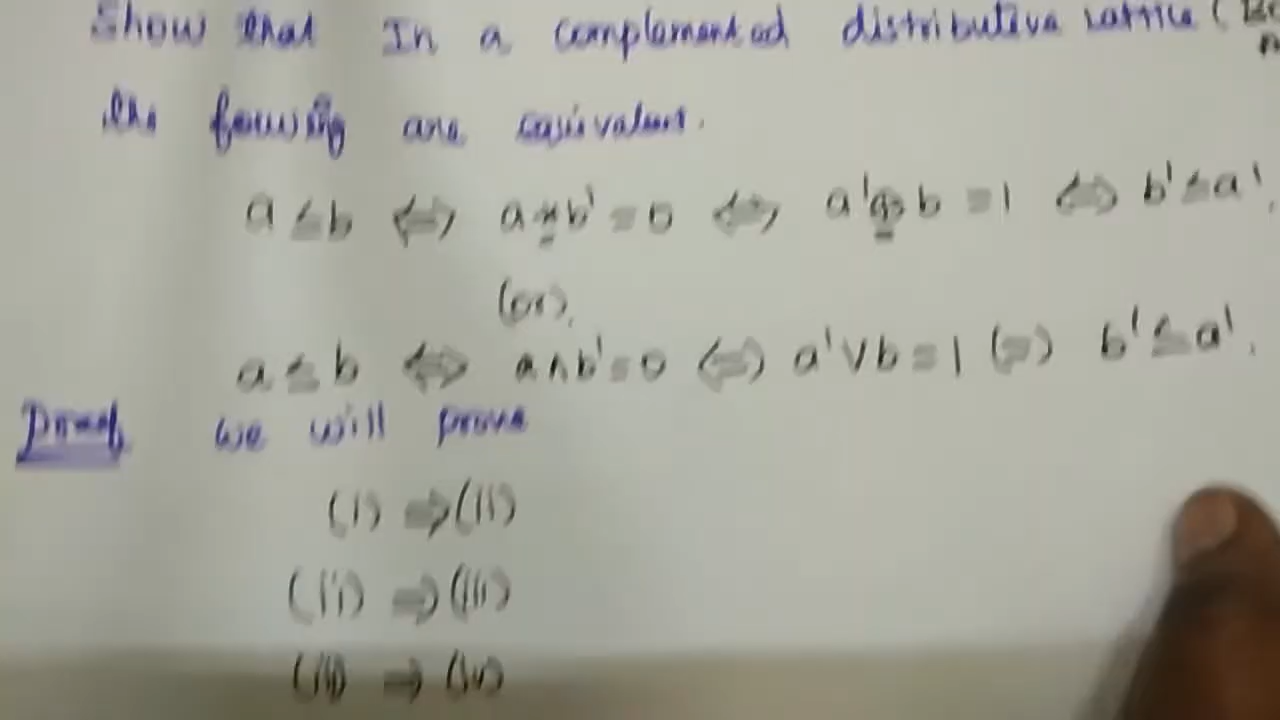 Show that In a complemented distributive lattice (
the following are equivalent.
a ≤ b ⇔ a * b' = 0 ⇔ a' ⊕ b = 1 ⇔ b' ≤ a'.
(or),
a ≤ b ⇔ a ∧ b' = 0 ⇔ a' ∨ b = 1 (=) b' ≤ a'.
Proof, we will prove
(i) ⇒ (ii)
(ii) ⇒ (iii)
(iii) ⇒ (iv)